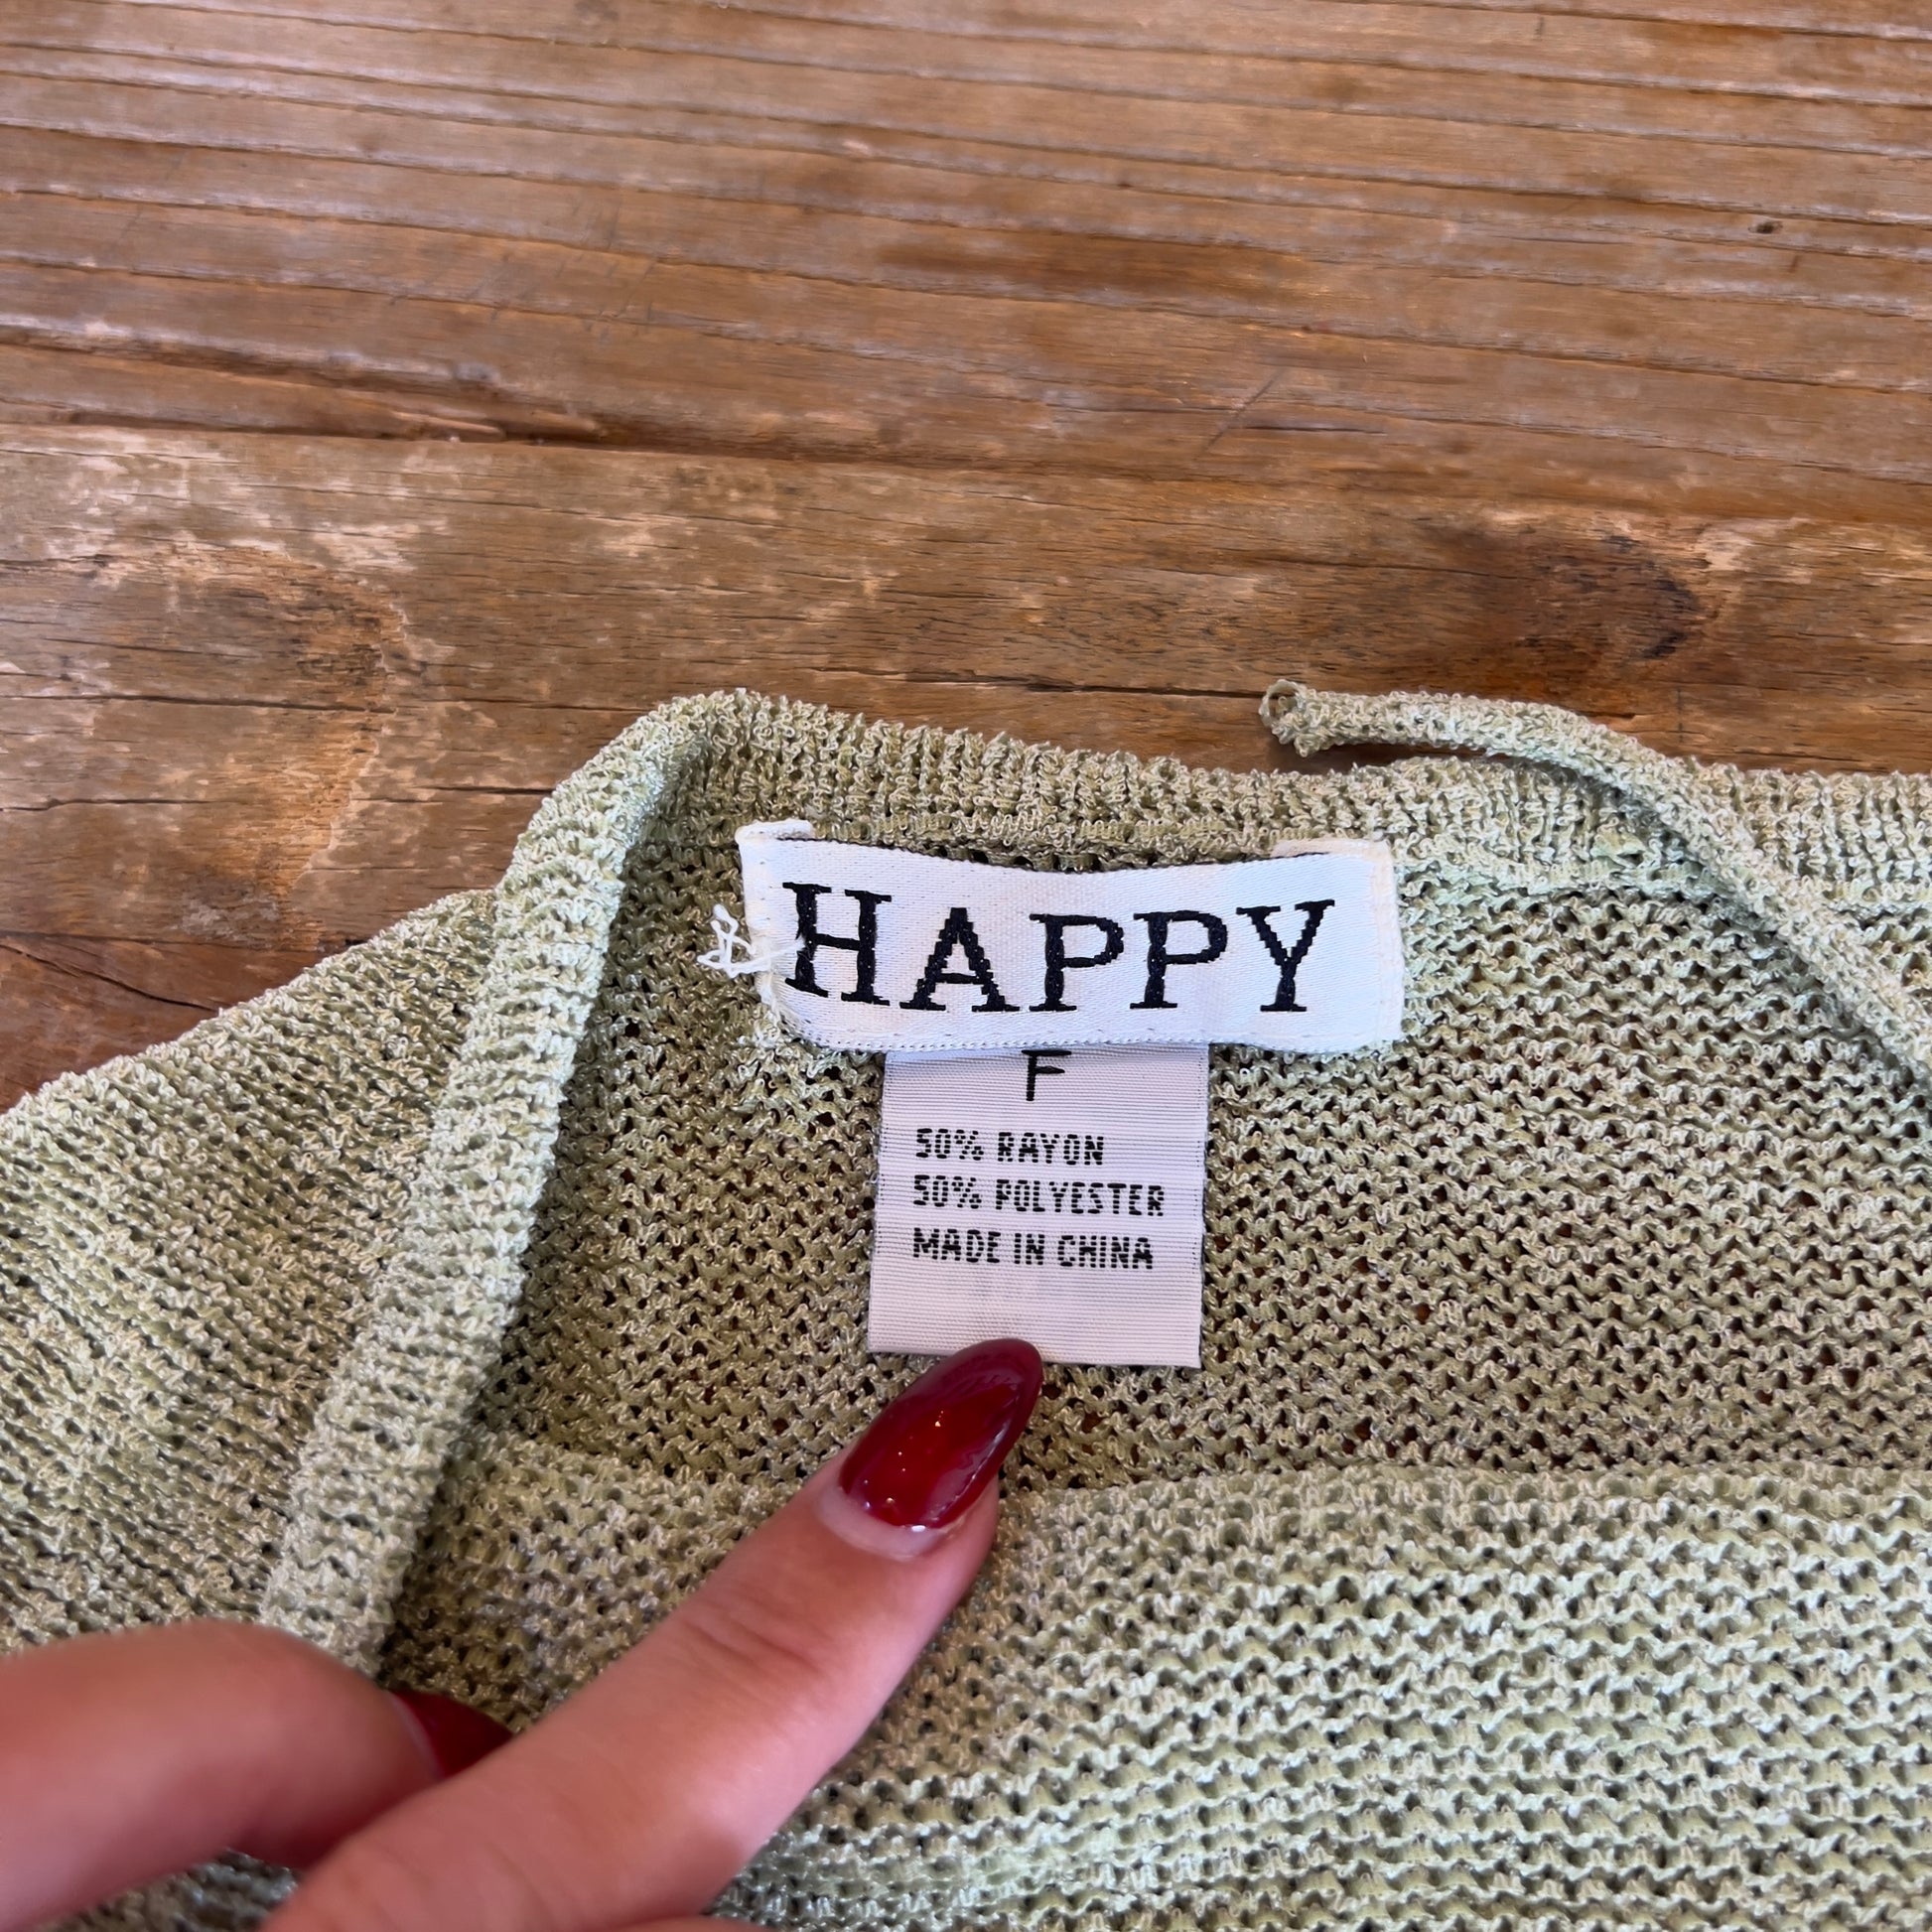 HAPPY
F
50% RAYON
50% POLYESTER
MADE IN CHINA